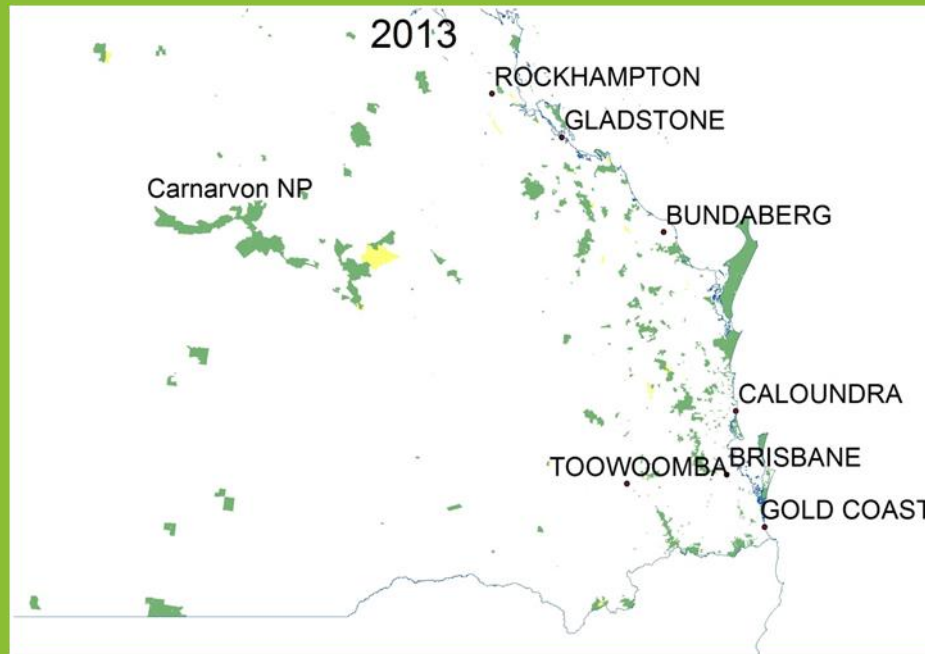 2013
ROCKHAMPTON
GLADSTONE
Carnarvon NP
BUNDABERG
CALOUNDRA
BRISBANE
TOOWOOMBA
GOLD COAST